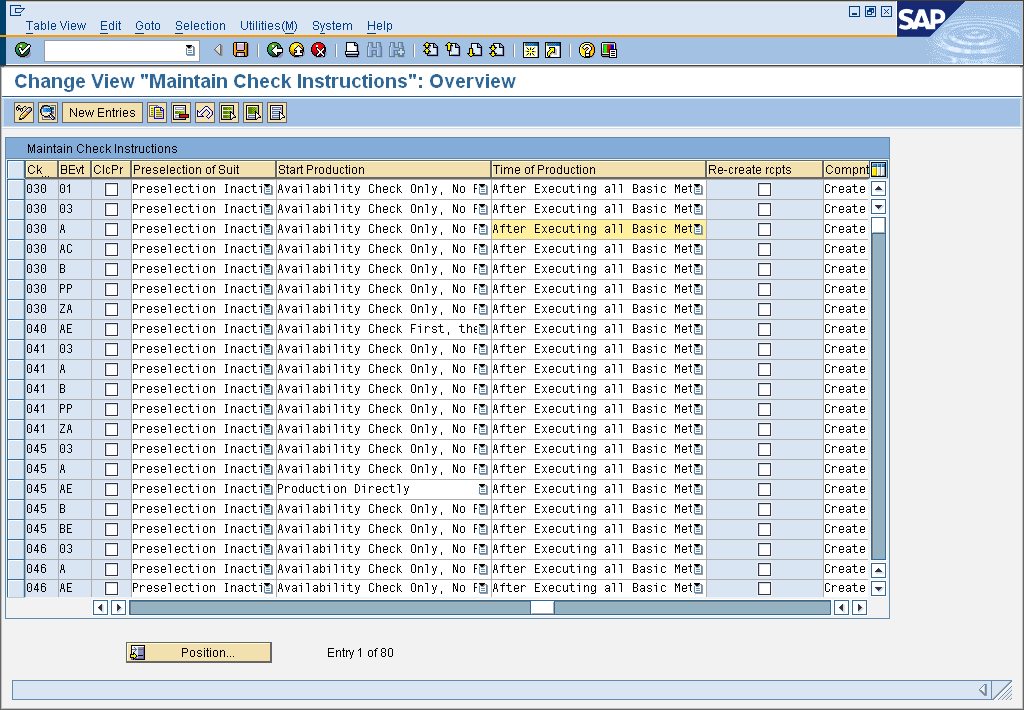 Table View Edit Goto Selection Utilities(M) System Help
SAP
Change View "Maintain Check Instructions": Overview
New Entries
Maintain Check Instructions
Ck... BEvt ClcPr Preselection of Suit Start Production Time of Production Re-create rcpts Compnt
030 01 Preselection Inacti Availability Check Only, No P After Executing all Basic Met Create
030 03 Preselection Inacti Availability Check Only, No P After Executing all Basic Met Create
030 A Preselection Inacti Availability Check Only, No P After Executing all Basic Met Create
030 AC Preselection Inacti Availability Check Only, No P After Executing all Basic Met Create
030 B Preselection Inacti Availability Check Only, No P After Executing all Basic Met Create
030 PP Preselection Inacti Availability Check Only, No P After Executing all Basic Met Create
030 ZA Preselection Inacti Availability Check Only, No P After Executing all Basic Met Create
040 AE Preselection Inacti Availability Check First, the After Executing all Basic Met Create
041 03 Preselection Inacti Availability Check Only, No P After Executing all Basic Met Create
041 A Preselection Inacti Availability Check Only, No P After Executing all Basic Met Create
041 B Preselection Inacti Availability Check Only, No P After Executing all Basic Met Create
041 PP Preselection Inacti Availability Check Only, No P After Executing all Basic Met Create
041 ZA Preselection Inacti Availability Check Only, No P After Executing all Basic Met Create
045 03 Preselection Inacti Availability Check Only, No P After Executing all Basic Met Create
045 A Preselection Inacti Availability Check Only, No P After Executing all Basic Met Create
045 AE Preselection Inacti Production Directly After Executing all Basic Met Create
045 B Preselection Inacti Availability Check Only, No P After Executing all Basic Met Create
045 BE Preselection Inacti Availability Check Only, No P After Executing all Basic Met Create
046 03 Preselection Inacti Availability Check Only, No P After Executing all Basic Met Create
046 A Preselection Inacti Availability Check Only, No P After Executing all Basic Met Create
046 AE Preselection Inacti Availability Check Only, No P After Executing all Basic Met Create
Position... Entry 1 of 80